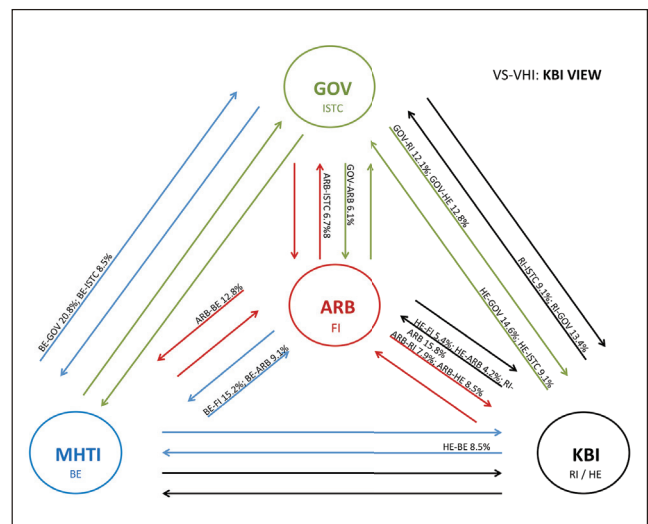 VS-VHI: KBI VIEW
GOV
ISTC
GOV-RI 12.1%; GOV-HE 12.8%
RI-ISTC 9.1%; RI-GOV 13.4%
HE-GOV 14.6%; HE-ISTC 9.1%
BE-GOV 20.8%; BE-ISTC 8.5%
ARB-ISTC 6.7%8
GOV-ARB 6.1%
ARB-BE 12.8%
ARB
FI
HE-FI 5.4%; HE-ARB 4.2%; RI-
ARB 15.8%
ARB-RI 7.9%; ARB-HE 8.5%
BE-FI 15.2%; BE-ARB 9.1%
MHTI
BE
HE-BE 8.5%
KBI
RI / HE